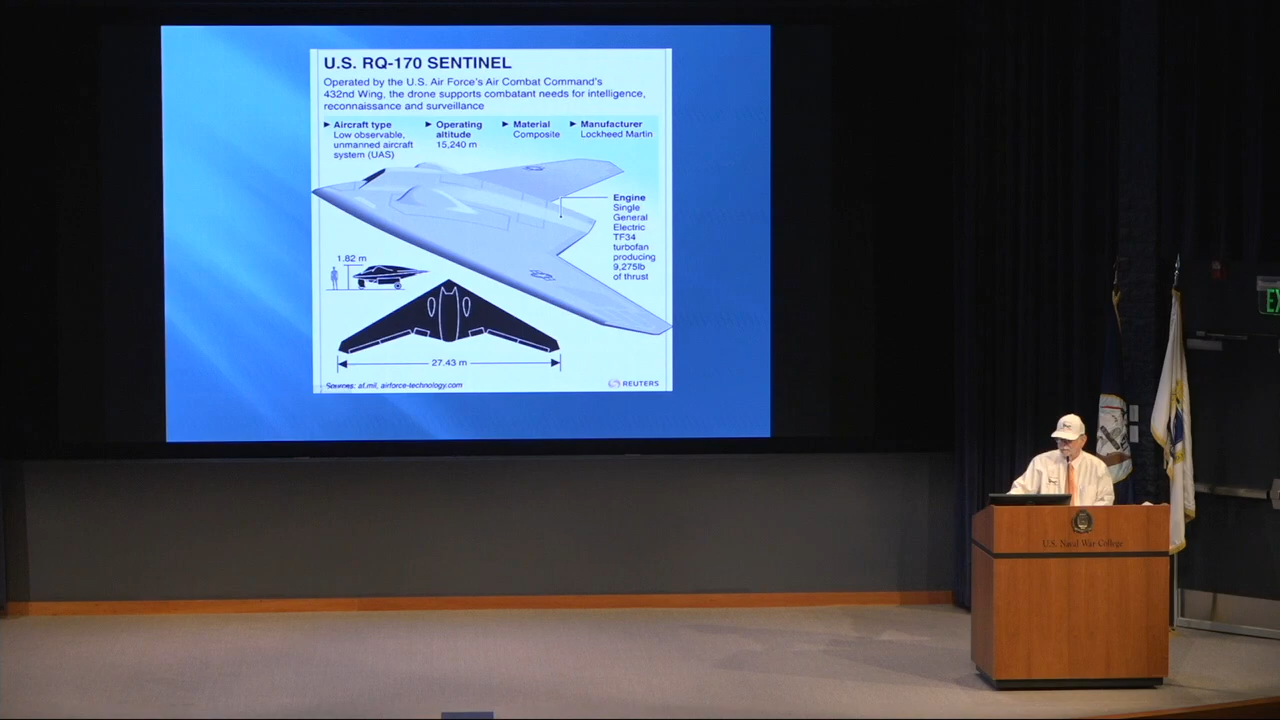 U.S. RQ-170 SENTINEL
Operated by the U.S. Air Force's Air Combat Command's
432nd Wing, the drone supports combatant needs for intelligence,
reconnaissance and surveillance
Aircraft type
Low observable,
unmanned aircraft
system (UAS)
Operating
altitude
15,240 m
Material
Composite
Manufacturer
Lockheed Martin
Engine
Single
General
Electric
TF34
turbofan
producing
9,275lb
of thrust
1.82 m
27.43 m
Sources: af.mil, airforce-technology.com
REUTERS
U.S. Naval War College
EX